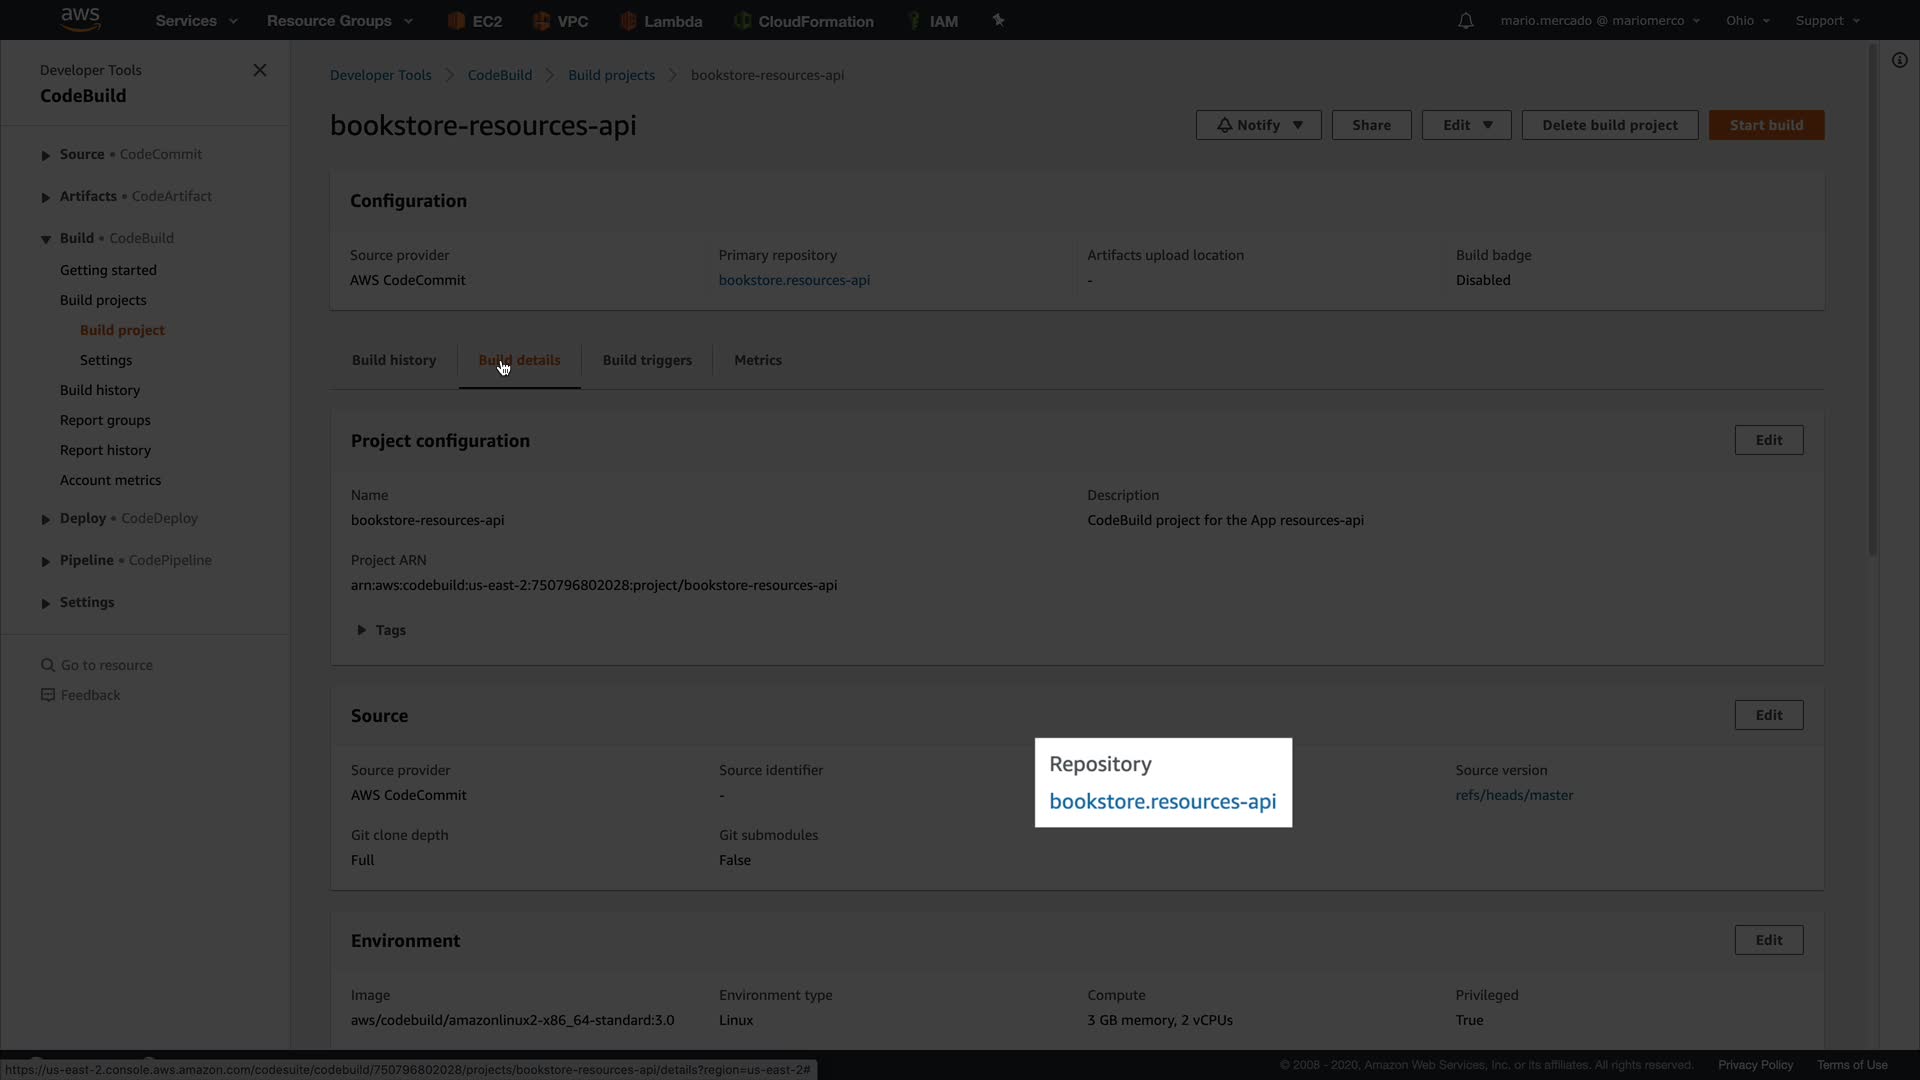 aws Services Resource Groups EC2 VPC Lambda CloudFormation IAM mario.mercado @ mariomerco Ohio Support
Developer Tools
CodeBuild
Source • CodeCommit
Artifacts • CodeArtifact
Build • CodeBuild
Getting started
Build projects
Build project
Settings
Build history
Report groups
Report history
Account metrics
Deploy • CodeDeploy
Pipeline • CodePipeline
Settings
Go to resource
Feedback
Developer Tools CodeBuild Build projects bookstore-resources-api
bookstore-resources-api Notify Share Edit Delete build project Start build
Configuration
Source provider Primary repository Artifacts upload location Build badge
AWS CodeCommit bookstore.resources-api - Disabled
Build history Build details Build triggers Metrics
Project configuration Edit
Name Description
bookstore-resources-api CodeBuild project for the App resources-api
Project ARN
arn:aws:codebuild:us-east-2:750796802028:project/bookstore-resources-api
Tags
Source Edit
Source provider Source identifier Repository Source version
AWS CodeCommit - bookstore.resources-api refs/heads/master
Git clone depth Git submodules
Full False
Environment Edit
Image Environment type Compute Privileged
aws/codebuild/amazonlinux2-x86_64-standard:3.0 Linux 3 GB memory, 2 vCPUs True
https://us-east-2.console.aws.amazon.com/codesuite/codebuild/750796802028/projects/bookstore-resources-api/details?region=us-east-2# © 2008 - 2020, Amazon Web Services, Inc. or its affiliates. All rights reserved. Privacy Policy Terms of Use